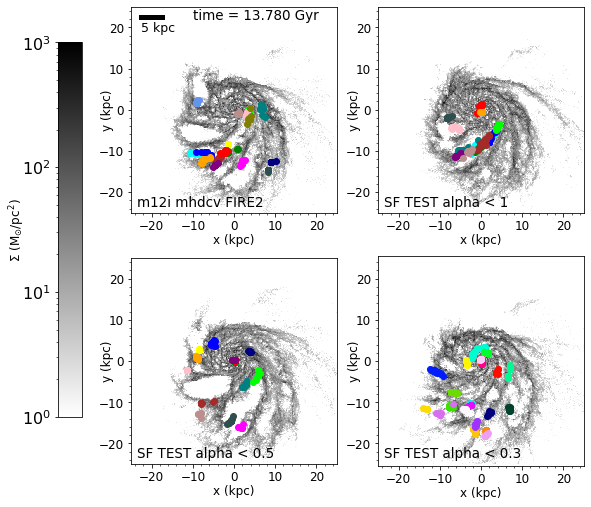 time = 13.780 Gyr
5 kpc
20
10
0
−10
−20
y (kpc)
m12i mhdcv FIRE2
−20 −10 0 10 20
x (kpc)
20
10
0
−10
−20
y (kpc)
SF TEST alpha < 1
−20 −10 0 10 20
x (kpc)
10³
10²
10¹
10⁰
Σ (M☉/pc²)
20
10
0
−10
−20
y (kpc)
SF TEST alpha < 0.5
−20 −10 0 10 20
x (kpc)
20
10
0
−10
−20
y (kpc)
SF TEST alpha < 0.3
−20 −10 0 10 20
x (kpc)